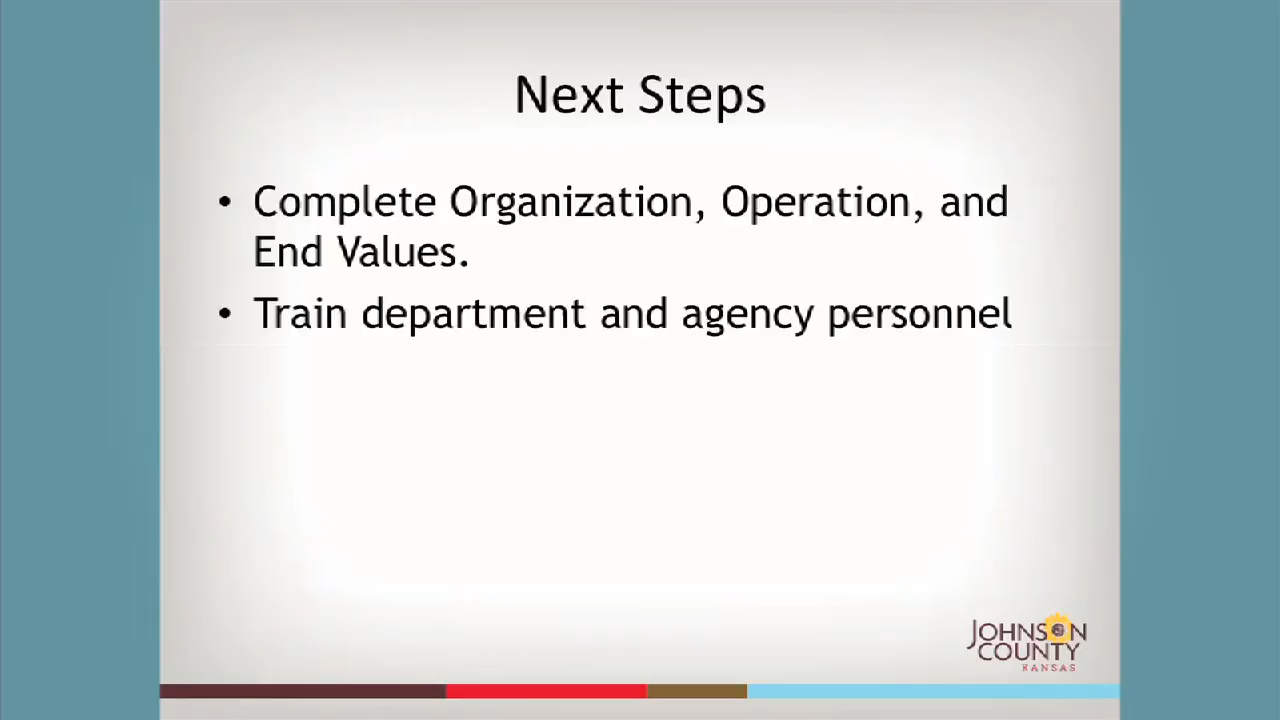 Next Steps
• Complete Organization, Operation, and
End Values.
• Train department and agency personnel
JOHNSON
COUNTY
KANSAS